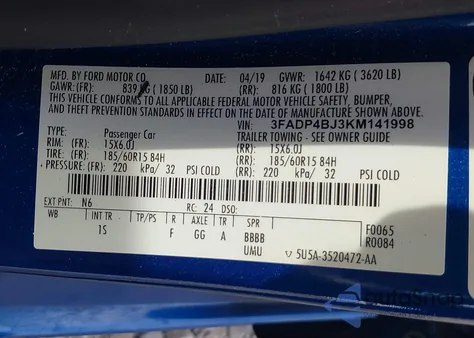 MFD. BY FORD MOTOR CO. DATE: 04/19 GVWR: 1642 KG ( 3620 LB)
GAWR:(FR): 839 KG ( 1850 LB) (RR): 816 KG ( 1800 LB)
THIS VEHICLE CONFORMS TO ALL APPLICABLE FEDERAL MOTOR VEHICLE SAFETY, BUMPER,
AND THEFT PREVENTION STANDARDS IN EFFECT ON THE DATE OF MANUFACTURE
SHOWN ABOVE.
VIN: 3FADP4BJ3KM141998
TYPE: Passenger Car TRAILER TOWING - SEE OWNER GUIDE
RIM: (FR): 15X6.0J (RR): 15X6.0J
TIRE: (FR): 185/60R15 84H (RR): 185/60R15 84H
PRESSURE: (FR): 220 kPa/ 32 PSI COLD (RR): 220 kPa/ 32 PSI COLD
EXT PNT: N6 RC: 24 DSO:
WB INT TR TP/PS R AXLE TR SPR F0065
1S F GG A BBBB R0084
UMU 5U5A-3520472-AA
AutoSnap